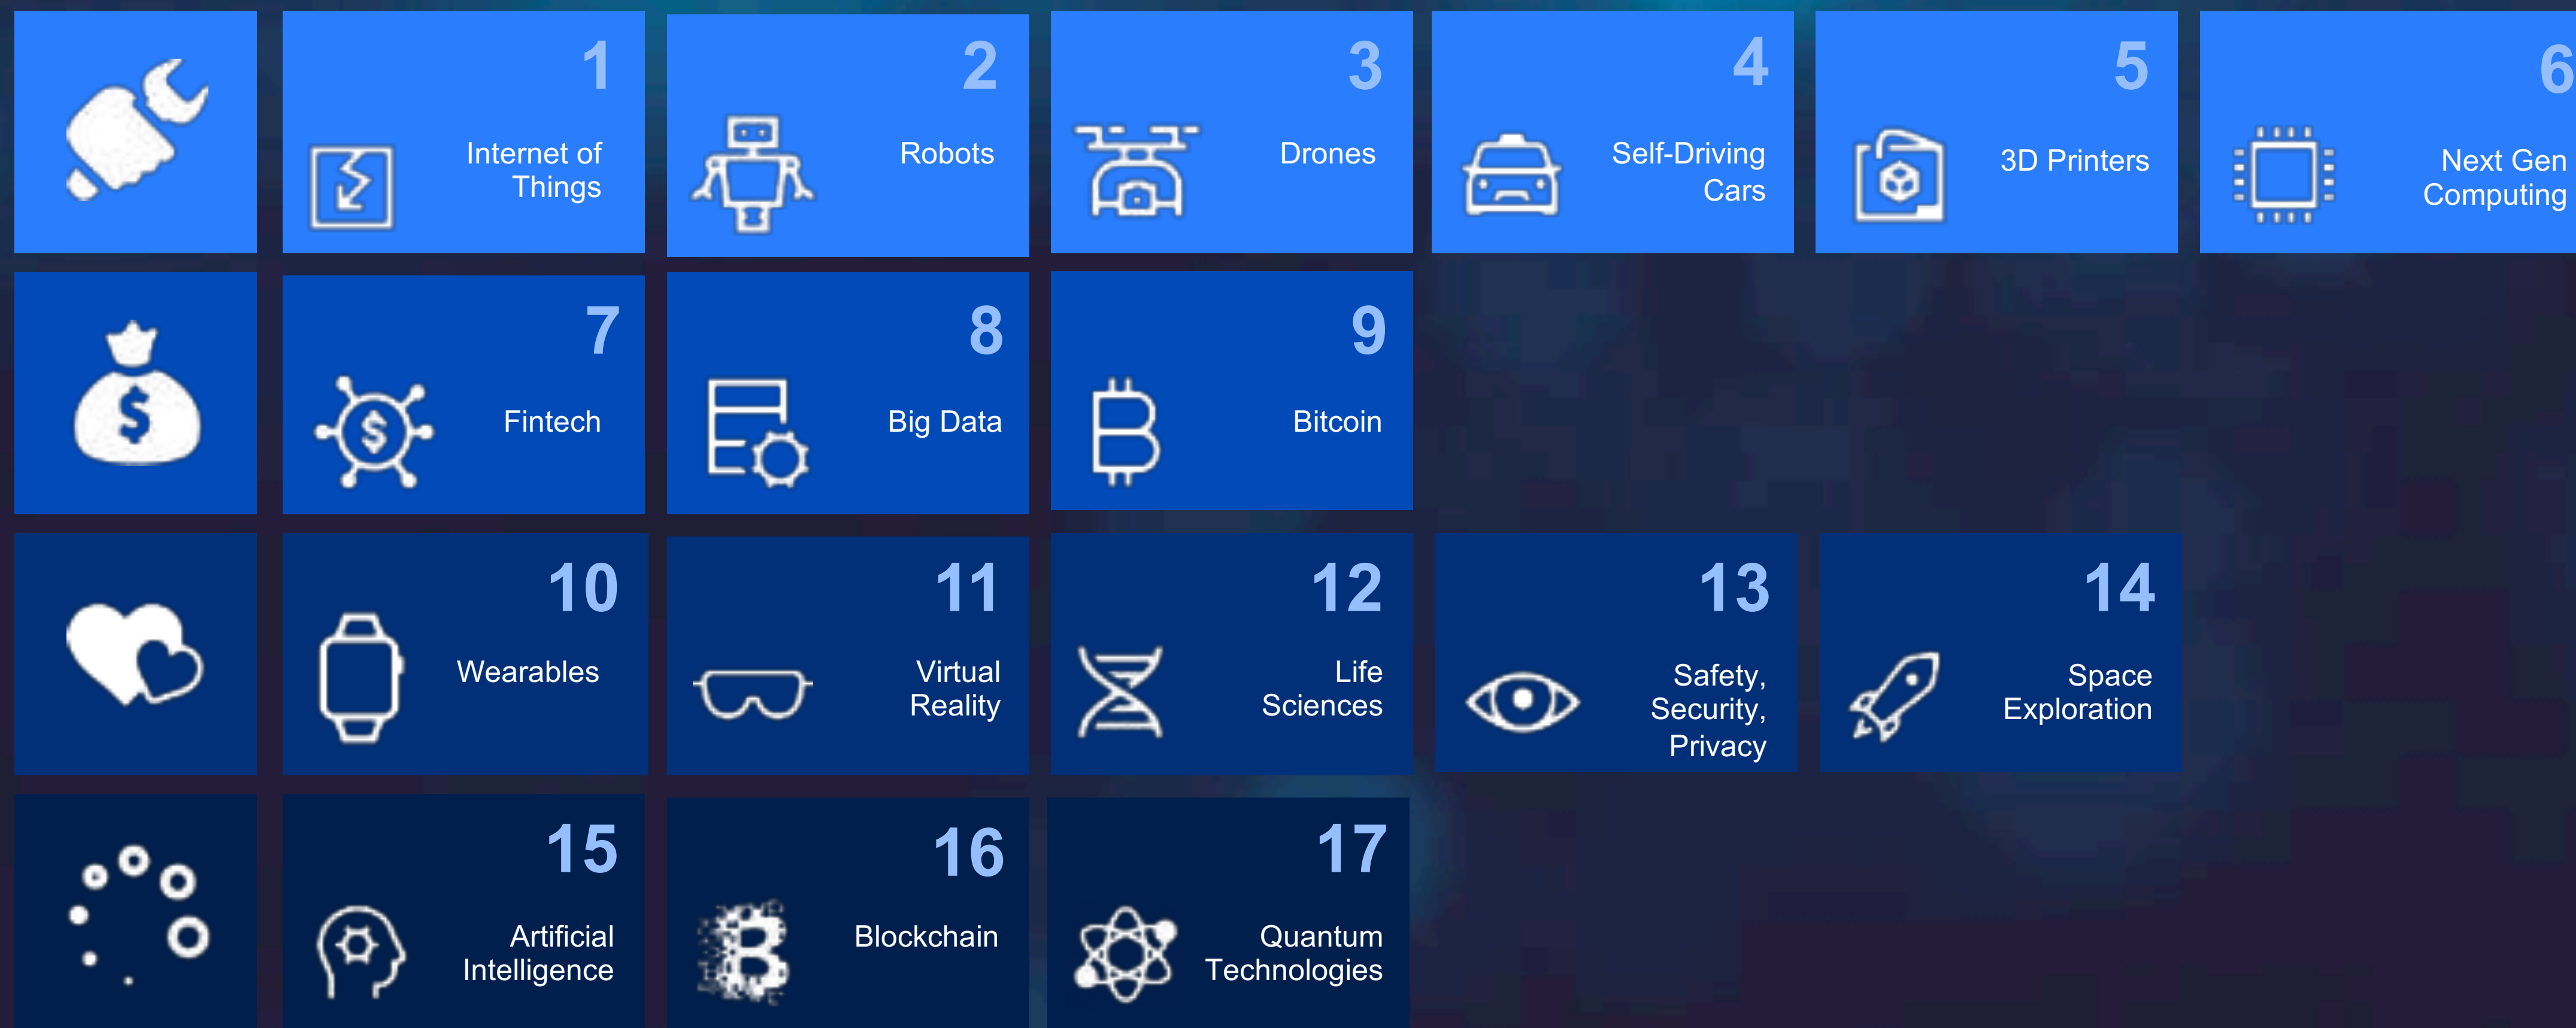 1
Internet of
Things
2
Robots
3
Drones
4
Self-Driving
Cars
5
3D Printers
6
Next Gen
Computing
$
7
$
Fintech
8
Big Data
9
Bitcoin
10
Wearables
11
Virtual
Reality
12
Life
Sciences
13
Safety,
Security,
Privacy
14
Space
Exploration
15
Artificial
Intelligence
16
Blockchain
17
Quantum
Technologies